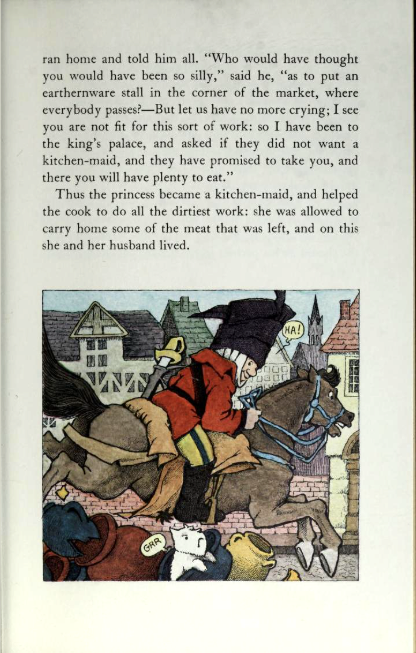 ran home and told him all. “Who would have thought
you would have been so silly,” said he, “as to put an
earthernware stall in the corner of the market, where
everybody passes?—But let us have no more crying; I see
you are not fit for this sort of work: so I have been to
the king’s palace, and asked if they did not want a
kitchen-maid, and they have promised to take you, and
there you will have plenty to eat.”
Thus the princess became a kitchen-maid, and helped
the cook to do all the dirtiest work: she was allowed to
carry home some of the meat that was left, and on this
she and her husband lived.
HA!
GRR